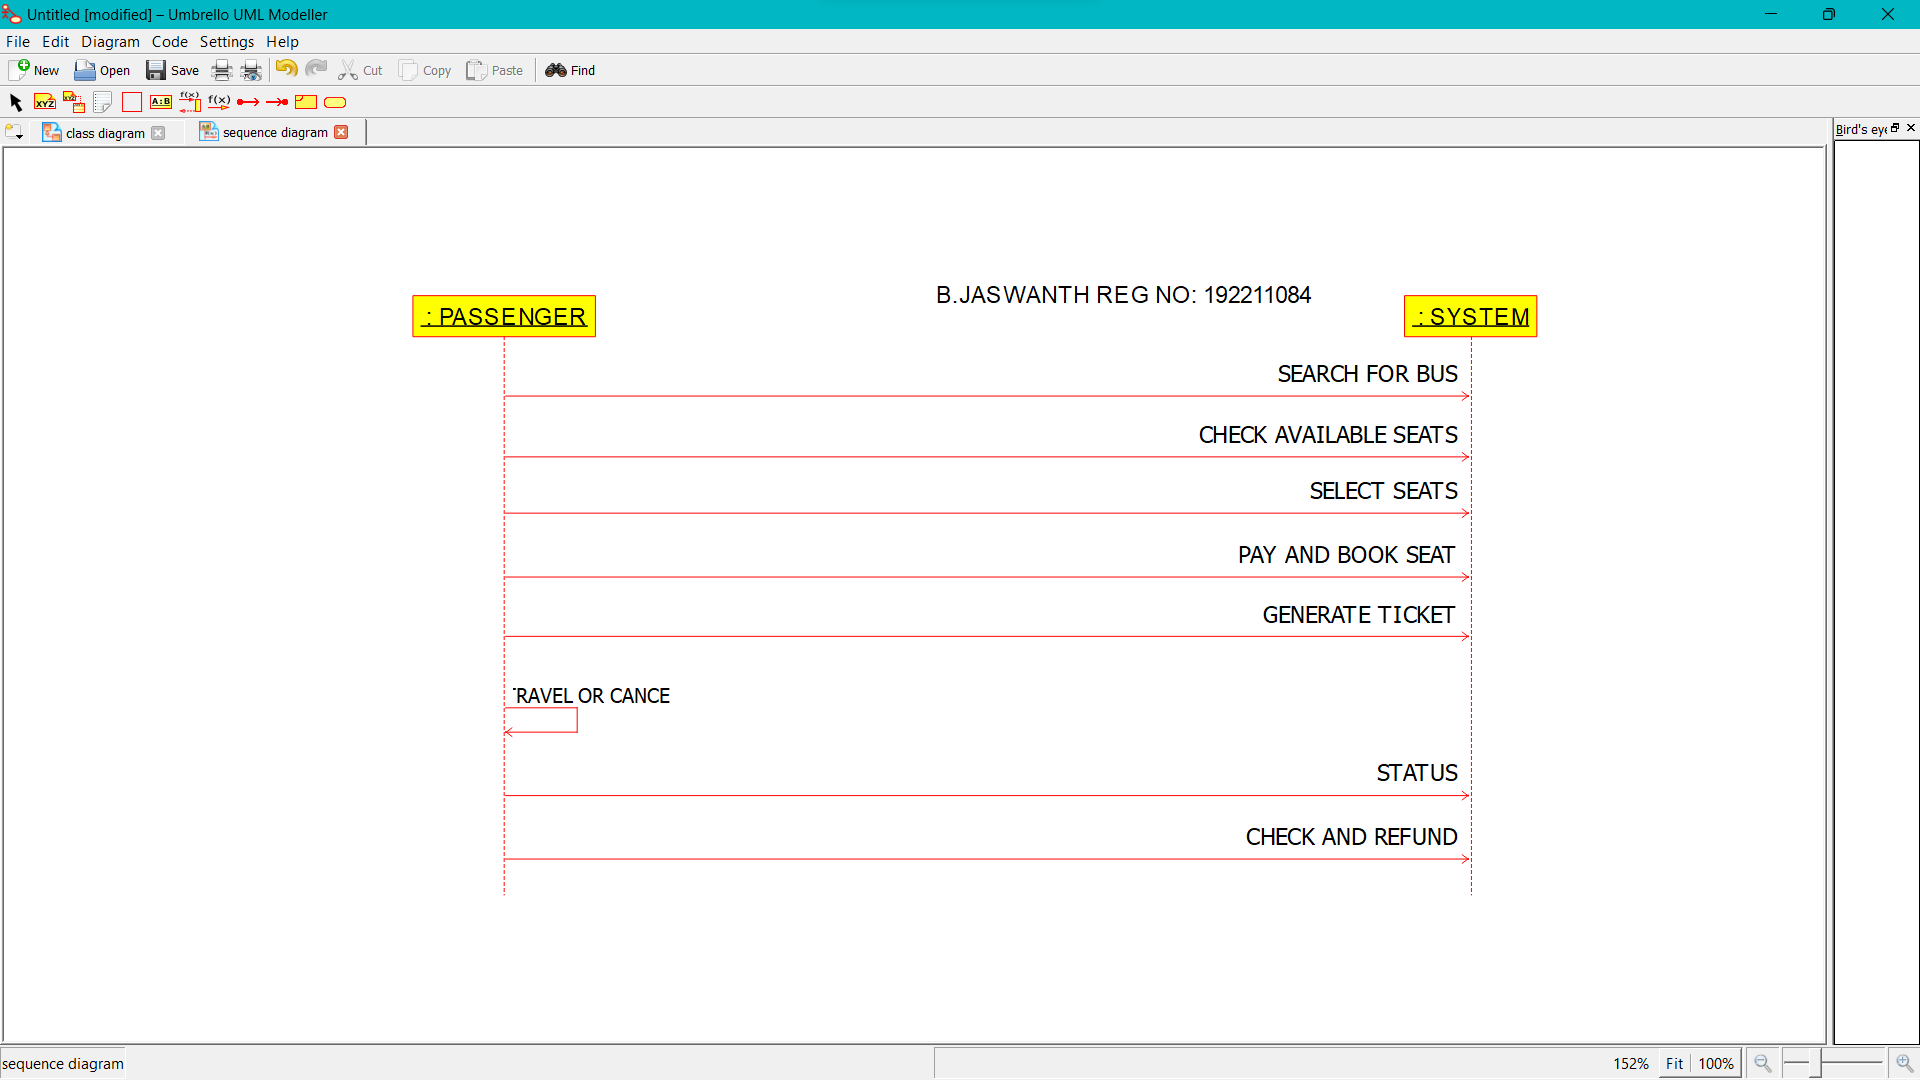 Untitled [modified] – Umbrello UML Modeller
File Edit Diagram Code Settings Help
New Open Save Cut Copy Paste Find
XYZ A:B f(x) f(x)
class diagram sequence diagram
Bird's eye
B.JASWANTH REG NO: 192211084
: PASSENGER
: SYSTEM
SEARCH FOR BUS
CHECK AVAILABLE SEATS
SELECT SEATS
PAY AND BOOK SEAT
GENERATE TICKET
TRAVEL OR CANCE
STATUS
CHECK AND REFUND
sequence diagram
152% Fit 100%